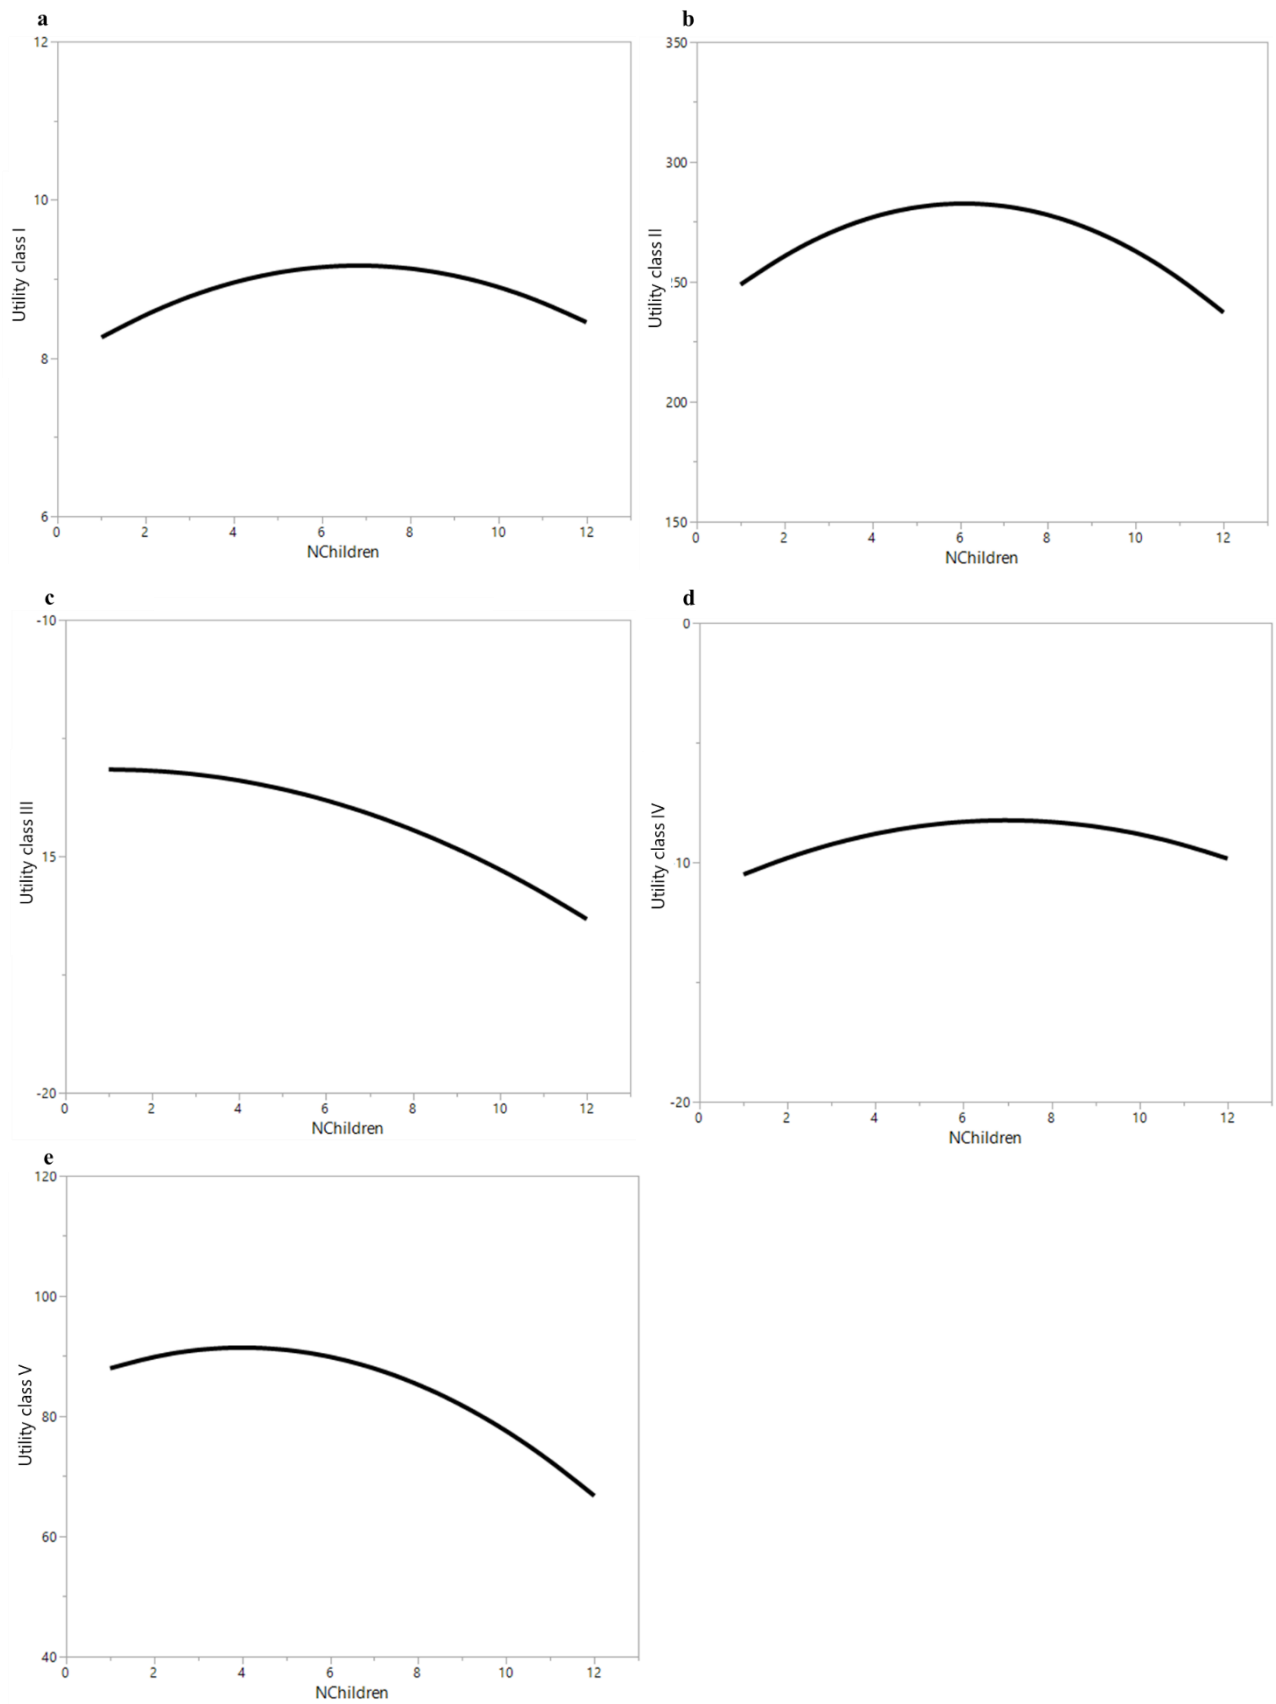 a
12
10
8
6
0 2 4 6 8 10 12
NChildren
Utility class I
b
350
300
:50
200
150
0 2 4 6 8 10 12
NChildren
Utility class II
c
-10
15
-20
0 2 4 6 8 10 12
NChildren
Utility class III
d
0
10
-20
0 2 4 6 8 10 12
NChildren
Utility class IV
e
120
100
80
60
40
0 2 4 6 8 10 12
NChildren
Utility class V